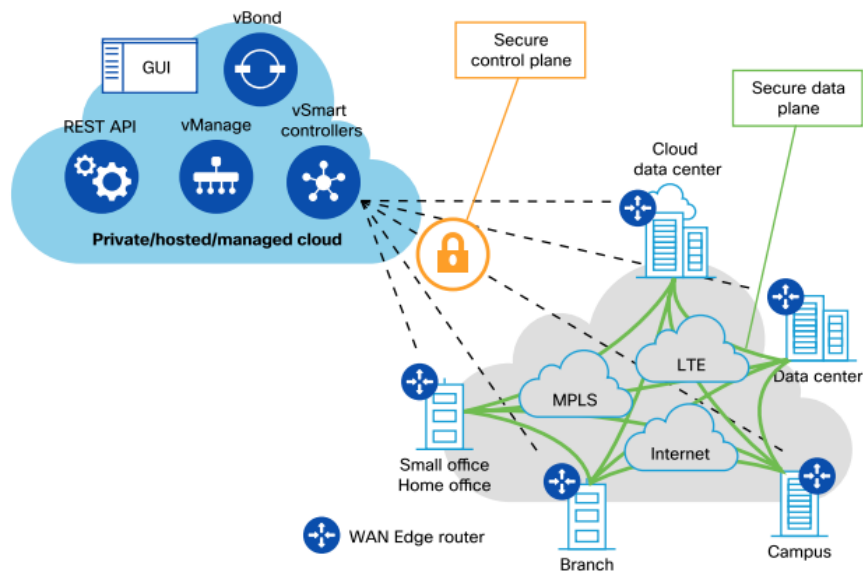 vBond
GUI
REST API
vManage
vSmart
controllers
Private/hosted/managed cloud
Secure
control plane
Secure data
plane
Cloud
data center
LTE
MPLS
Data center
Internet
Small office
Home office
WAN Edge router
Branch
Campus